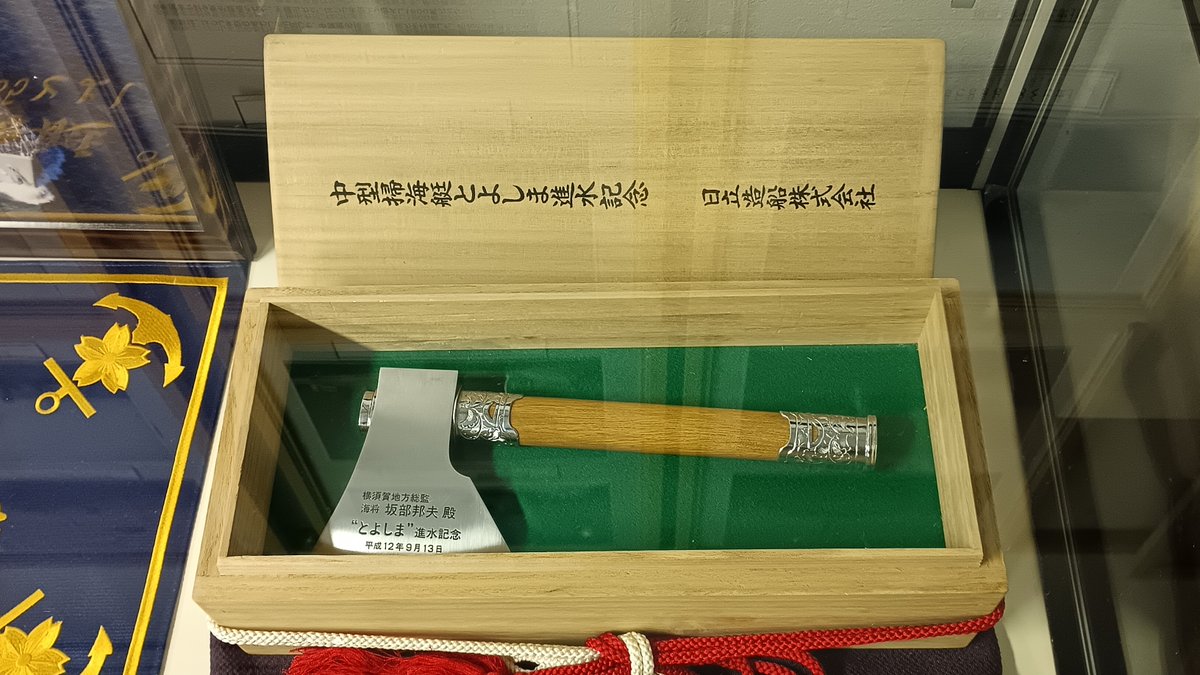 中型掃海艇とよしま進水記念
日立造船株式会社
横須賀地方総監
海将 坂部邦夫 殿
“とよしま”進水記念
平成12年9月13日